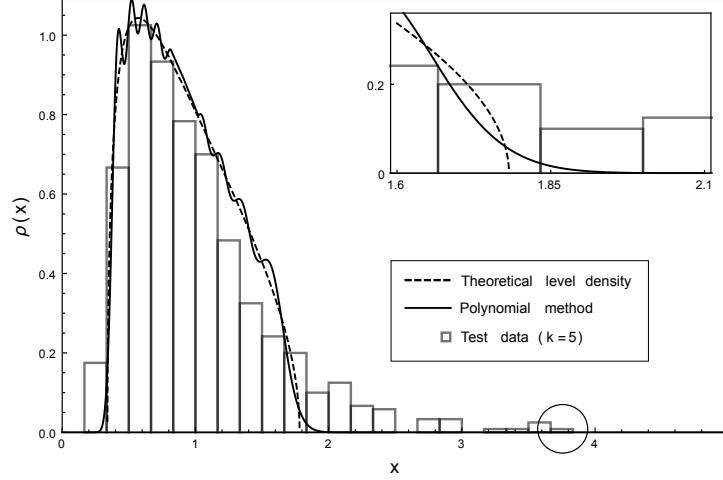 1.0
0.8
0.6
0.4
0.2
0.0
ρ(x)
0 1 2 3 4
x
0.2
0
1.6 1.85 2.1
Theoretical level density
Polynomial method
Test data (k=5)